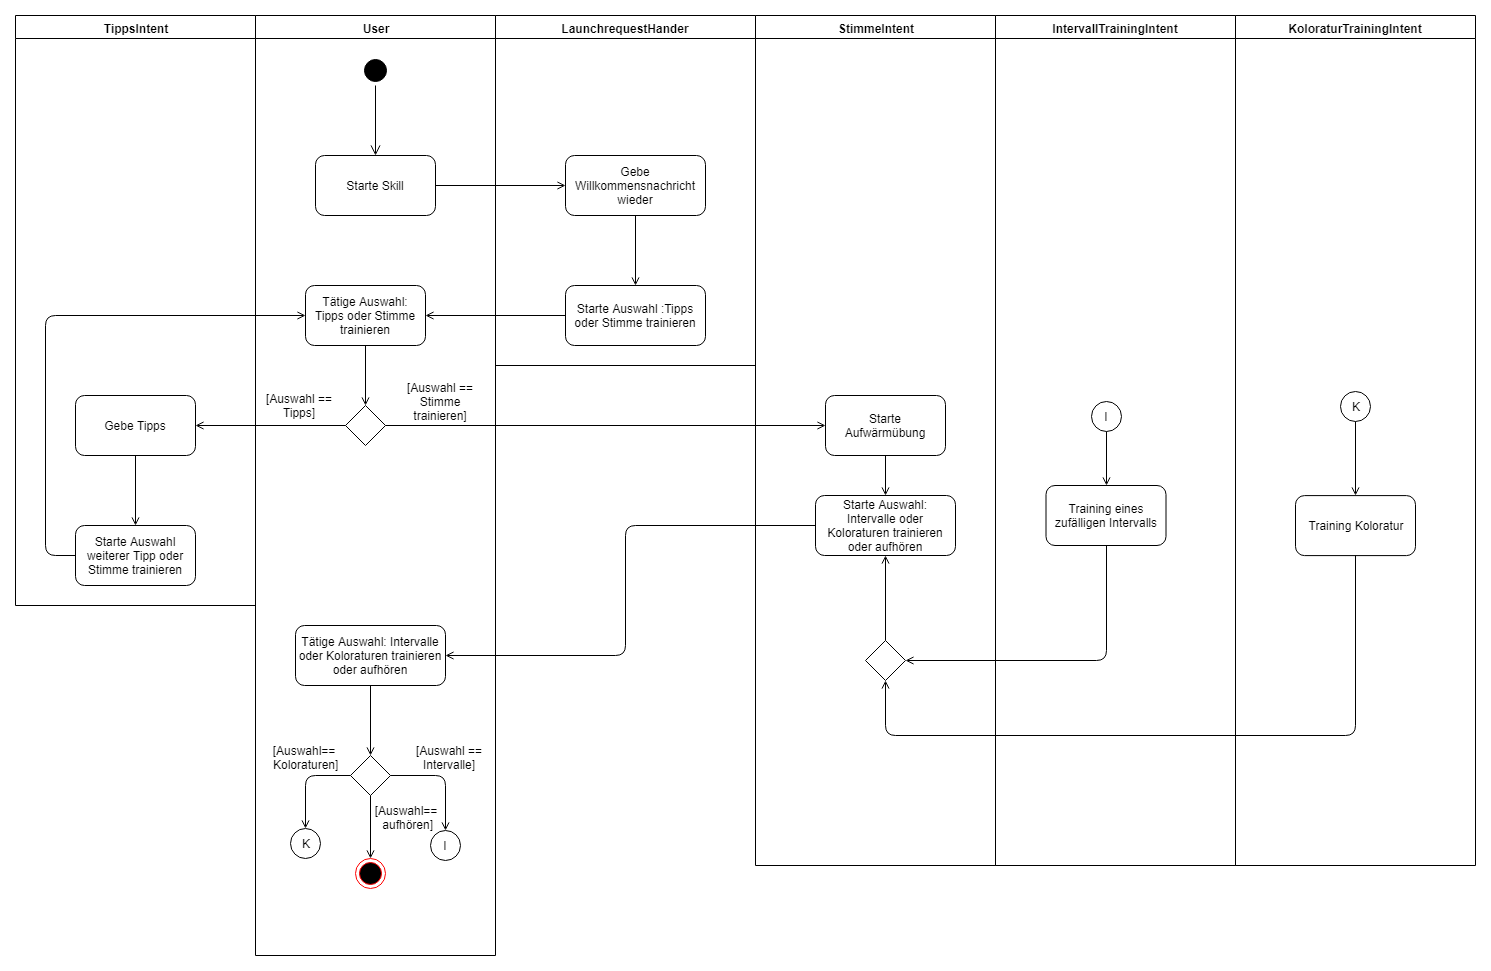 TippsIntent
User
LaunchrequestHander
StimmeIntent
IntervallTrainingIntent
KoloraturTrainingIntent
Starte Skill
Gebe
Willkommensnachricht
wieder
Tätige Auswahl:
Tipps oder Stimme
trainieren
Starte Auswahl :Tipps
oder Stimme trainieren
[Auswahl ==
Tipps]
[Auswahl ==
Stimme
trainieren]
Gebe Tipps
Starte
Aufwärmübung
I
K
Starte Auswahl
weiterer Tipp oder
Stimme trainieren
Starte Auswahl:
Intervalle oder
Koloraturen trainieren
oder aufhören
Training eines
zufälligen Intervalls
Training Koloratur
Tätige Auswahl: Intervalle
oder Koloraturen trainieren
oder aufhören
[Auswahl==
Koloraturen]
[Auswahl ==
Intervalle]
[Auswahl==
aufhören]
K
I